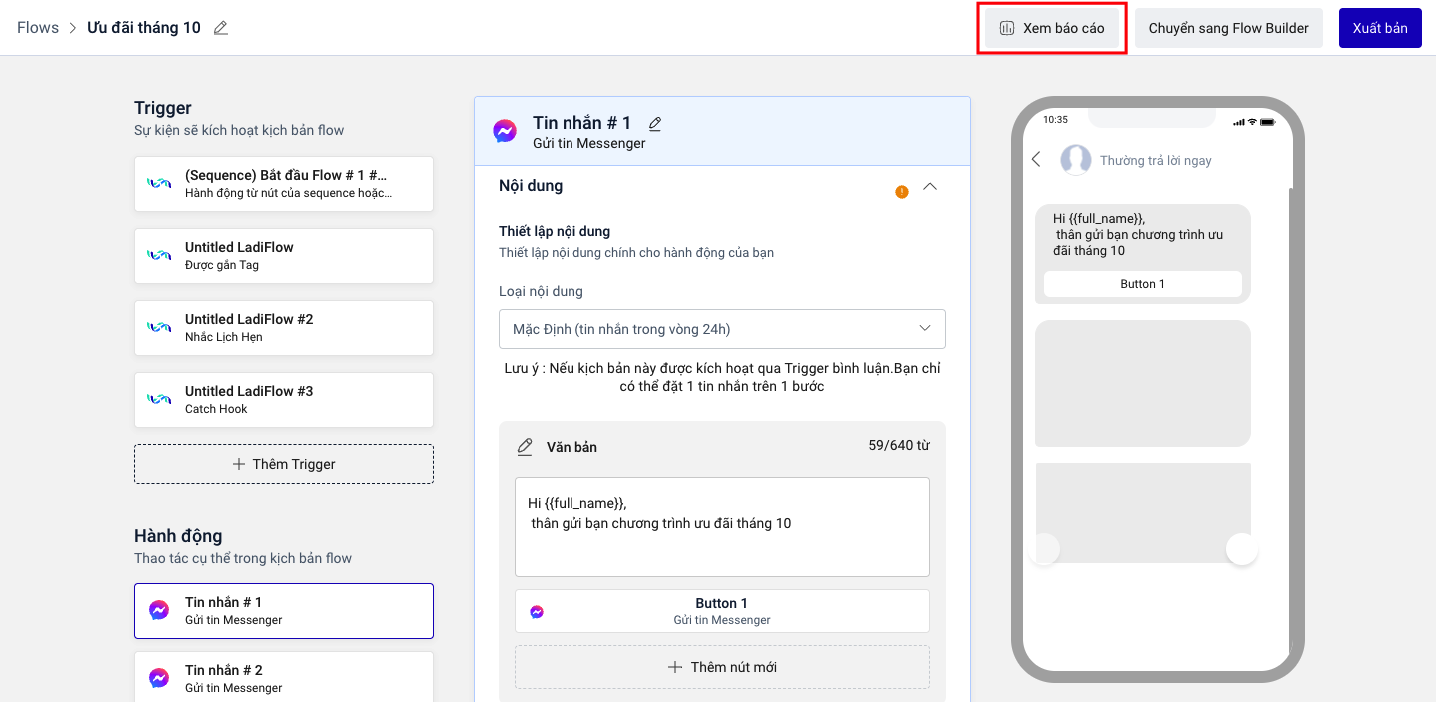 Flows > Ưu đãi tháng 10
Xem báo cáo
Chuyển sang Flow Builder
Xuất bản
Trigger
Sự kiện sẽ kích hoạt kịch bản flow
(Sequence) Bắt đầu Flow # 1 #...
Hành động từ nút của sequence hoặc...
Untitled LadiFlow
Được gắn Tag
Untitled LadiFlow #2
Nhắc Lịch Hẹn
Untitled LadiFlow #3
Catch Hook
Thêm Trigger
Hành động
Thao tác cụ thể trong kịch bản flow
Tin nhắn # 1
Gửi tin Messenger
Tin nhắn # 2
Gửi tin Messenger
Tin nhắn # 1
Gửi tin Messenger
Nội dung
Thiết lập nội dung
Thiết lập nội dung chính cho hành động của bạn
Loại nội dung
Mặc Định (tin nhắn trong vòng 24h)
Lưu ý : Nếu kịch bản này được kích hoạt qua Trigger bình luận.Bạn chỉ
có thể đặt 1 tin nhắn trên 1 bước
Văn bản
59/640 từ
Hi {{full_name}},
thân gửi bạn chương trình ưu đãi tháng 10
Button 1
Gửi tin Messenger
Thêm nút mới
10:35
Thường trả lời ngay
Hi {{full_name}},
thân gửi bạn chương trình ưu
đãi tháng 10
Button 1